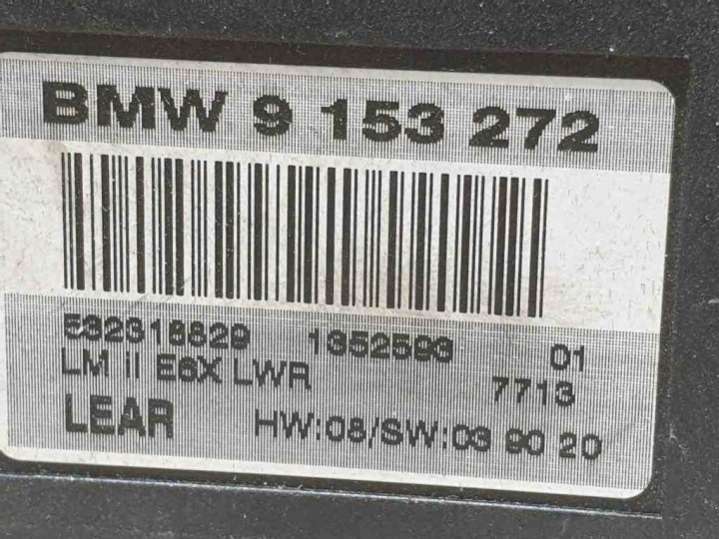 BMW 9 153 272
532318829 1352593 01
LM II E6X LWR 7713
LEAR HW:08/SW:03 90 20